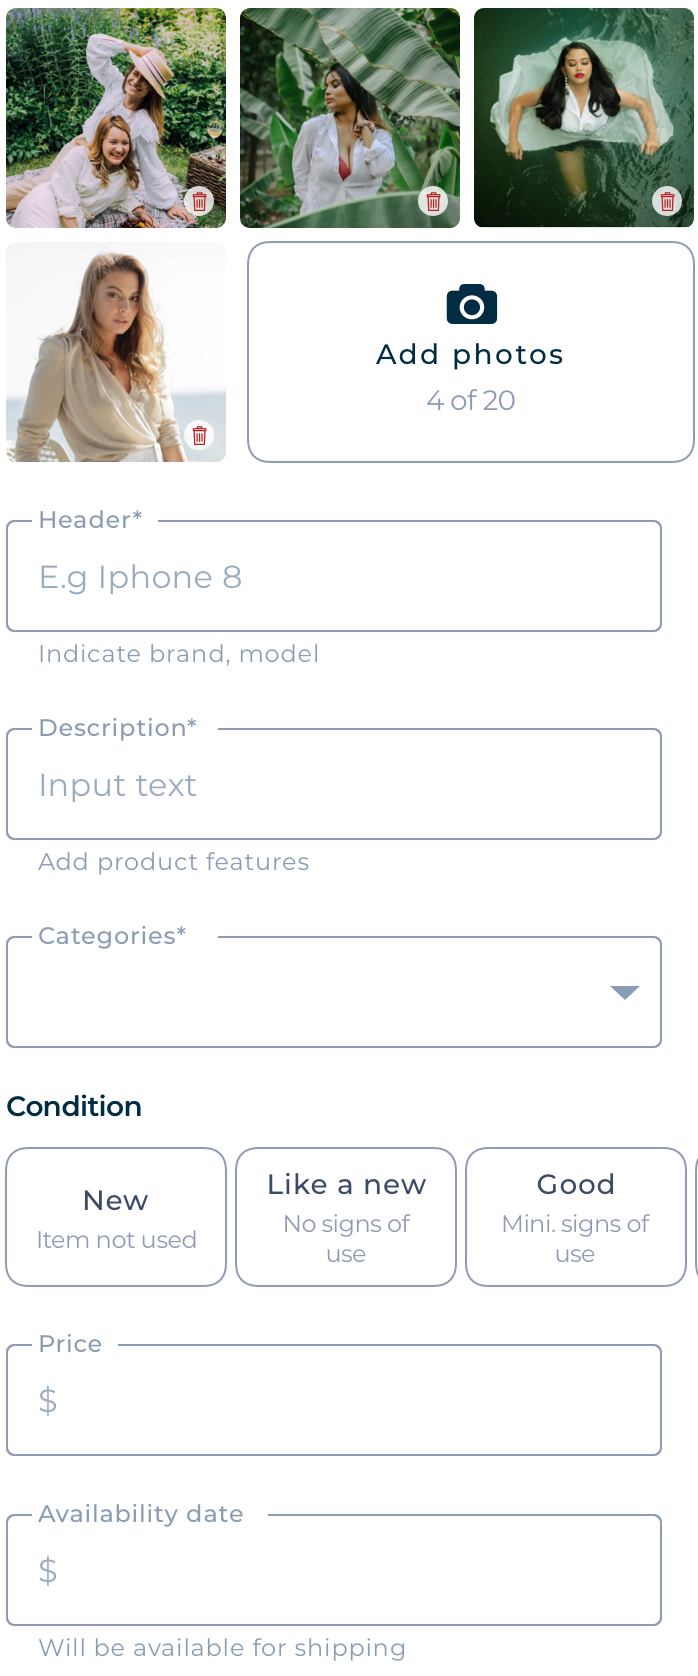 Add photos
4 of 20
Header*
E.g Iphone 8
Indicate brand, model
Description*
Input text
Add product features
Categories*
Condition
New
Item not used
Like a new
No signs of
use
Good
Mini. signs of
use
Price
$
Availability date
$
Will be available for shipping